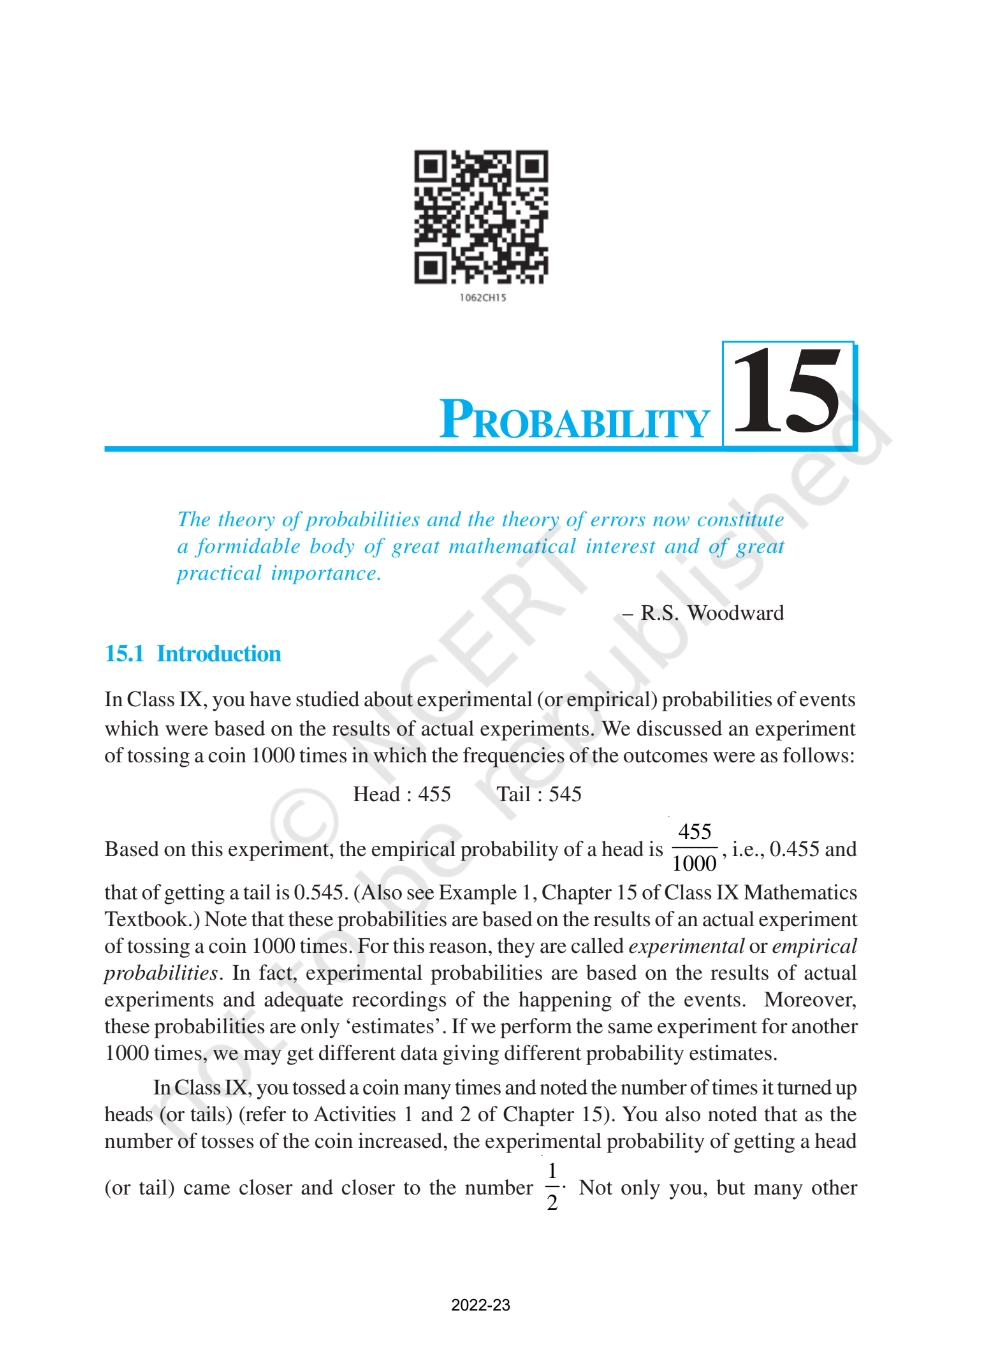 1062CH15
PROBABILITY 15
The theory of probabilities and the theory of errors now constitute
a formidable body of great mathematical interest and of great
practical importance.
– R.S. Woodward
15.1 Introduction
In Class IX, you have studied about experimental (or empirical) probabilities of events
which were based on the results of actual experiments. We discussed an experiment
of tossing a coin 1000 times in which the frequencies of the outcomes were as follows:
Head : 455 Tail : 545
Based on this experiment, the empirical probability of a head is 455/1000, i.e., 0.455 and
that of getting a tail is 0.545. (Also see Example 1, Chapter 15 of Class IX Mathematics
Textbook.) Note that these probabilities are based on the results of an actual experiment
of tossing a coin 1000 times. For this reason, they are called experimental or empirical
probabilities. In fact, experimental probabilities are based on the results of actual
experiments and adequate recordings of the happening of the events. Moreover,
these probabilities are only ‘estimates’. If we perform the same experiment for another
1000 times, we may get different data giving different probability estimates.
In Class IX, you tossed a coin many times and noted the number of times it turned up
heads (or tails) (refer to Activities 1 and 2 of Chapter 15). You also noted that as the
number of tosses of the coin increased, the experimental probability of getting a head
(or tail) came closer and closer to the number 1/2. Not only you, but many other
2022-23
© NCERT
not to be republished